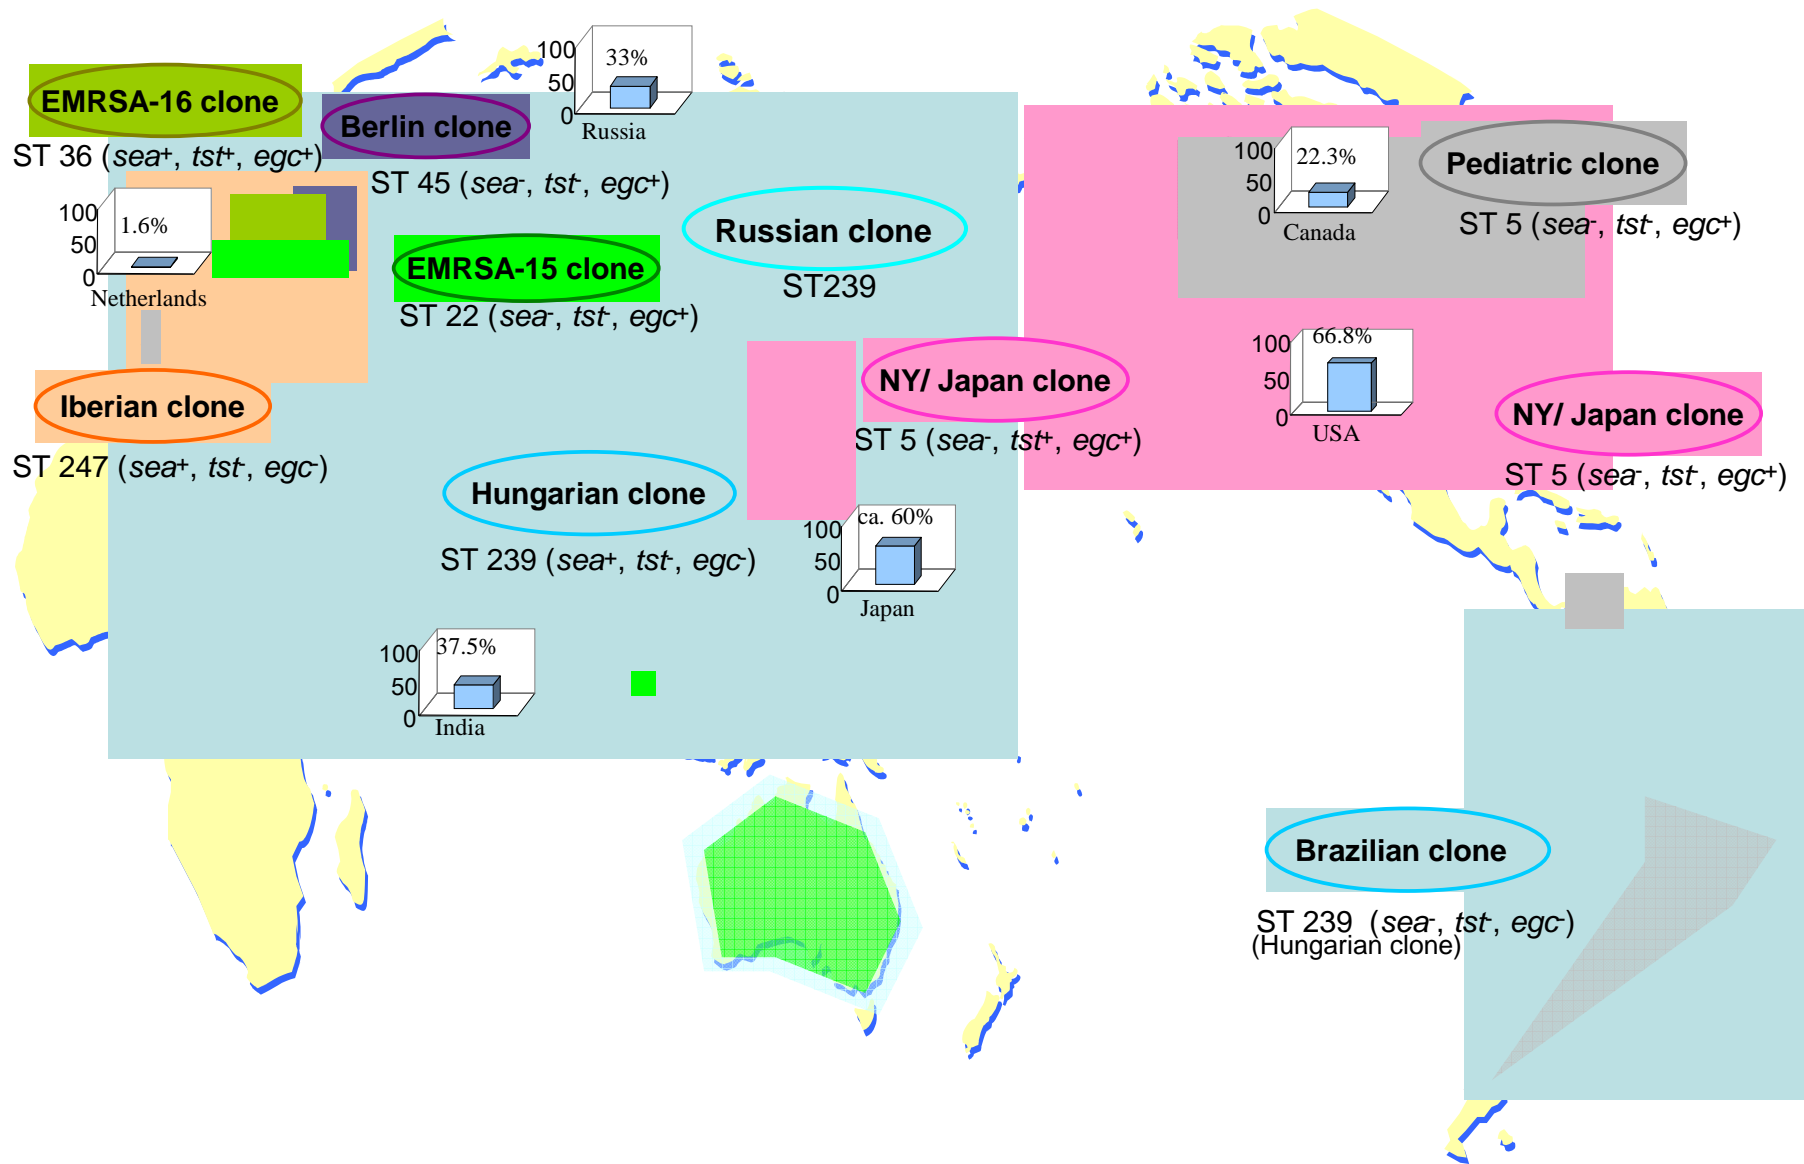 100
50
0
33%
Russia
EMRSA-16 clone
ST 36 (sea+, tst+, egc+)
Berlin clone
ST 45 (sea-, tst-, egc+)
100
50
0
1.6%
Netherlands
EMRSA-15 clone
ST 22 (sea-, tst-, egc+)
Russian clone
ST239
100
50
0
22.3%
Canada
Pediatric clone
ST 5 (sea-, tst-, egc+)
Iberian clone
ST 247 (sea+, tst-, egc-)
NY/ Japan clone
ST 5 (sea-, tst+, egc+)
100
50
0
66.8%
USA
NY/ Japan clone
ST 5 (sea-, tst-, egc+)
Hungarian clone
ST 239 (sea+, tst-, egc-)
100
50
0
ca. 60%
Japan
100
50
0
37.5%
India
Brazilian clone
ST 239 (sea-, tst-, egc-)
(Hungarian clone)